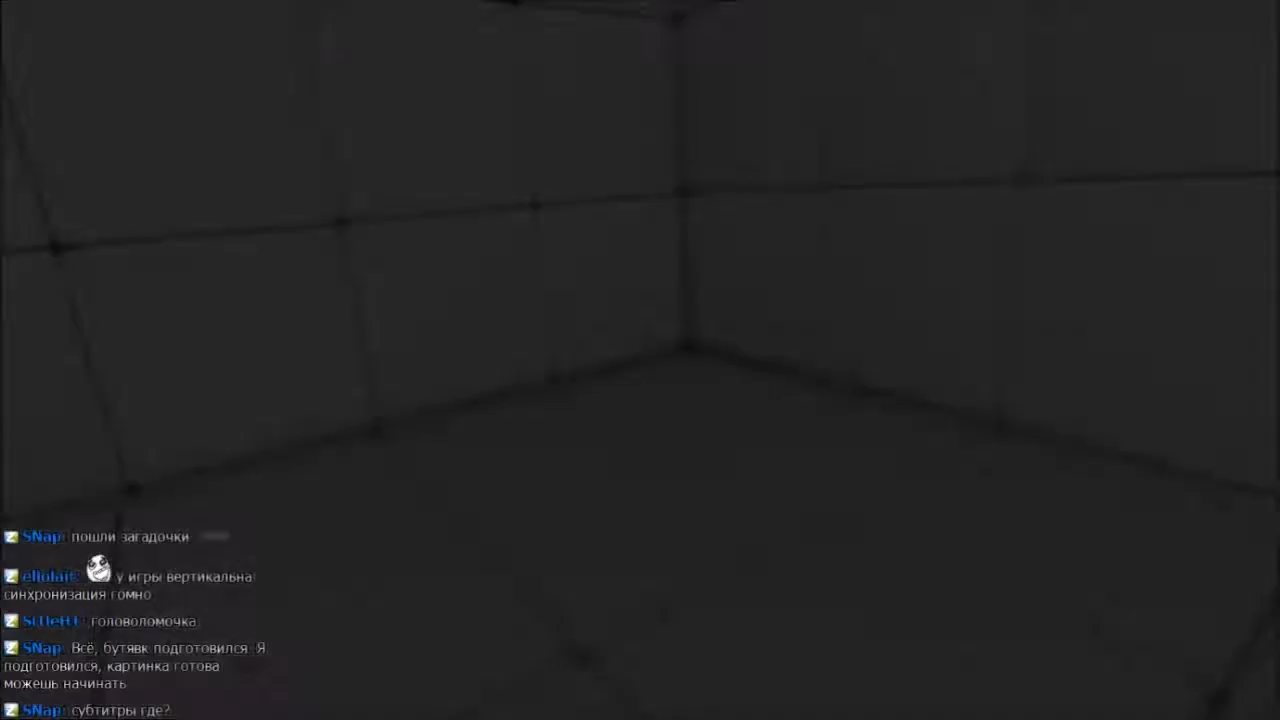 SNap: пошли загадочки
у игры вертикальна
синхронизация гомно
головоломочка
SNap: Всё, бутявк подготовился Я
подготовился, картинка готова
можешь начинать
SNap: субтитры где?